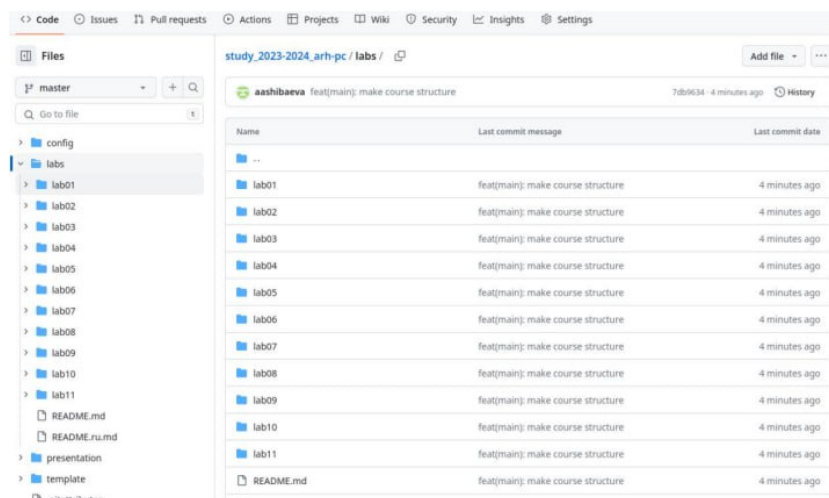 Code Issues Pull requests Actions Projects Wiki Security Insights Settings
Files
master
Go to file t
config
labs
lab01
lab02
lab03
lab04
lab05
lab06
lab07
lab08
lab09
lab10
lab11
README.md
README.ru.md
presentation
template
study_2023-2024_arh-pc / labs /
Add file
aashibaeva feat(main): make course structure
7db9634 · 4 minutes ago History
Name Last commit message Last commit date
..
lab01 feat(main): make course structure 4 minutes ago
lab02 feat(main): make course structure 4 minutes ago
lab03 feat(main): make course structure 4 minutes ago
lab04 feat(main): make course structure 4 minutes ago
lab05 feat(main): make course structure 4 minutes ago
lab06 feat(main): make course structure 4 minutes ago
lab07 feat(main): make course structure 4 minutes ago
lab08 feat(main): make course structure 4 minutes ago
lab09 feat(main): make course structure 4 minutes ago
lab10 feat(main): make course structure 4 minutes ago
lab11 feat(main): make course structure 4 minutes ago
README.md feat(main): make course structure 4 minutes ago